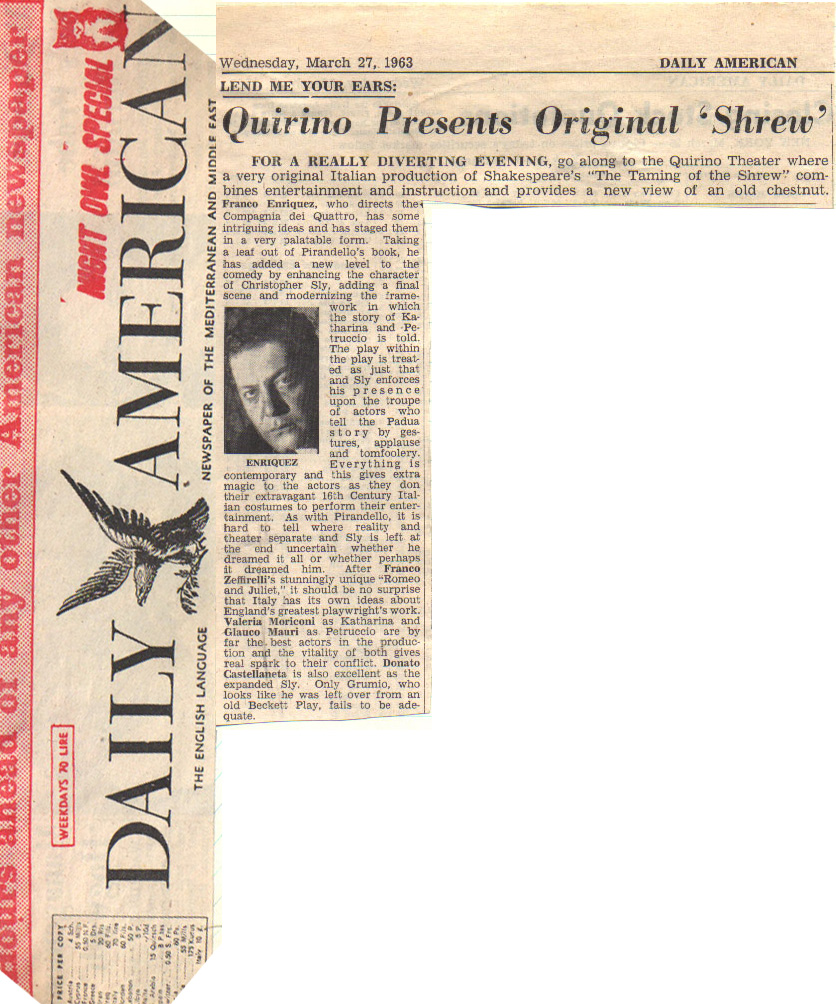 hours ahead of any other American newspaper
NIGHT OWL SPECIAL
DAILY AMERICAN
NEWSPAPER OF THE MEDITERRANEAN AND MIDDLE EAST
THE ENGLISH LANGUAGE
WEEKDAYS 70 LIRE
PRICE PER COPY
Wednesday, March 27, 1963
DAILY AMERICAN
LEND ME YOUR EARS:
Quirino Presents Original ‘Shrew’
FOR A REALLY DIVERTING EVENING, go along to the Quirino Theater where
a very original Italian production of Shakespeare's "The Taming of the Shrew" com-
bines entertainment and instruction and provides a new view of an old chestnut.
Franco Enriquez, who directs the
Compagnia dei Quattro, has some
intriguing ideas and has staged them
in a very palatable form. Taking
a leaf out of Pirandello's book, he
has added a new level to the
comedy by enhancing the character
of Christopher Sly, adding a final
scene and modernizing the frame-
work in which
the story of Ka-
tharina and Pe-
truccio is told.
The play within
the play is treat-
ed as just that
and Sly enforces
his presence
upon the troupe
of actors who
tell the Padua
story by ges-
tures, applause
and tomfoolery.
Everything is
ENRIQUEZ
contemporary and this gives extra
magic to the actors as they don
their extravagant 16th Century Ital-
ian costumes to perform their enter-
tainment. As with Pirandello, it is
hard to tell where reality and
theater separate and Sly is left at
the end uncertain whether he
dreamed it all or whether perhaps
it dreamed him. After Franco
Zeffirelli's stunningly unique "Romeo
and Juliet," it should be no surprise
that Italy has its own ideas about
England's greatest playwright's work.
Valeria Moriconi as Katharina and
Glauco Mauri as Petruccio are by
far the best actors in the produc-
tion and the vitality of both gives
real spark to their conflict. Donato
Castellaneta is also excellent as the
expanded Sly. Only Grumio, who
looks like he was left over from an
old Beckett Play, fails to be ade-
quate.